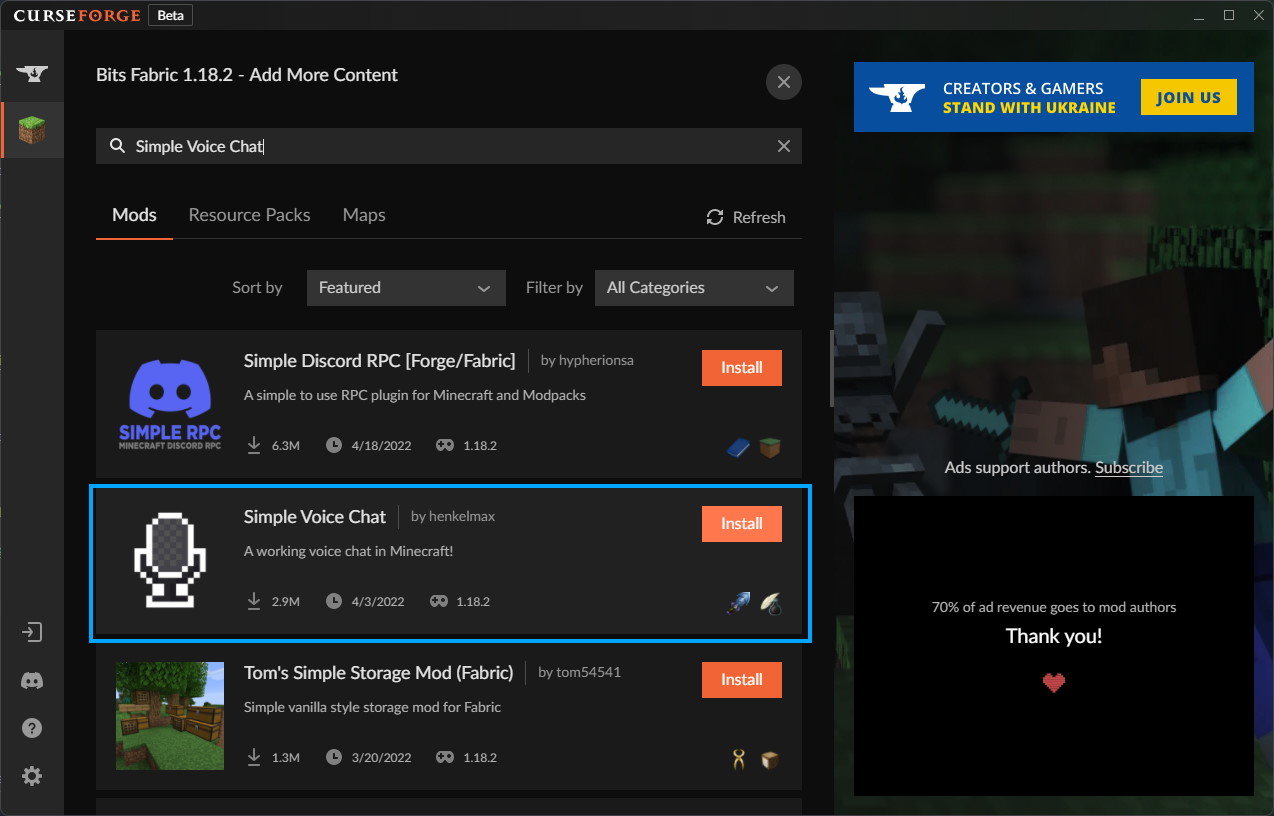 CURSEFORGE Beta
Bits Fabric 1.18.2 - Add More Content
Simple Voice Chat
Mods Resource Packs Maps Refresh
Sort by Featured Filter by All Categories
Simple Discord RPC [Forge/Fabric] by hypherionsa
Install
A simple to use RPC plugin for Minecraft and Modpacks
SIMPLE RPC
MINECRAFT DISCORD RPC
6.3M 4/18/2022 1.18.2
Simple Voice Chat by henkelmax
Install
A working voice chat in Minecraft!
2.9M 4/3/2022 1.18.2
Tom's Simple Storage Mod (Fabric) by tom54541
Install
Simple vanilla style storage mod for Fabric
1.3M 3/20/2022 1.18.2
CREATORS & GAMERS
STAND WITH UKRAINE
JOIN US
Ads support authors. Subscribe
70% of ad revenue goes to mod authors
Thank you!